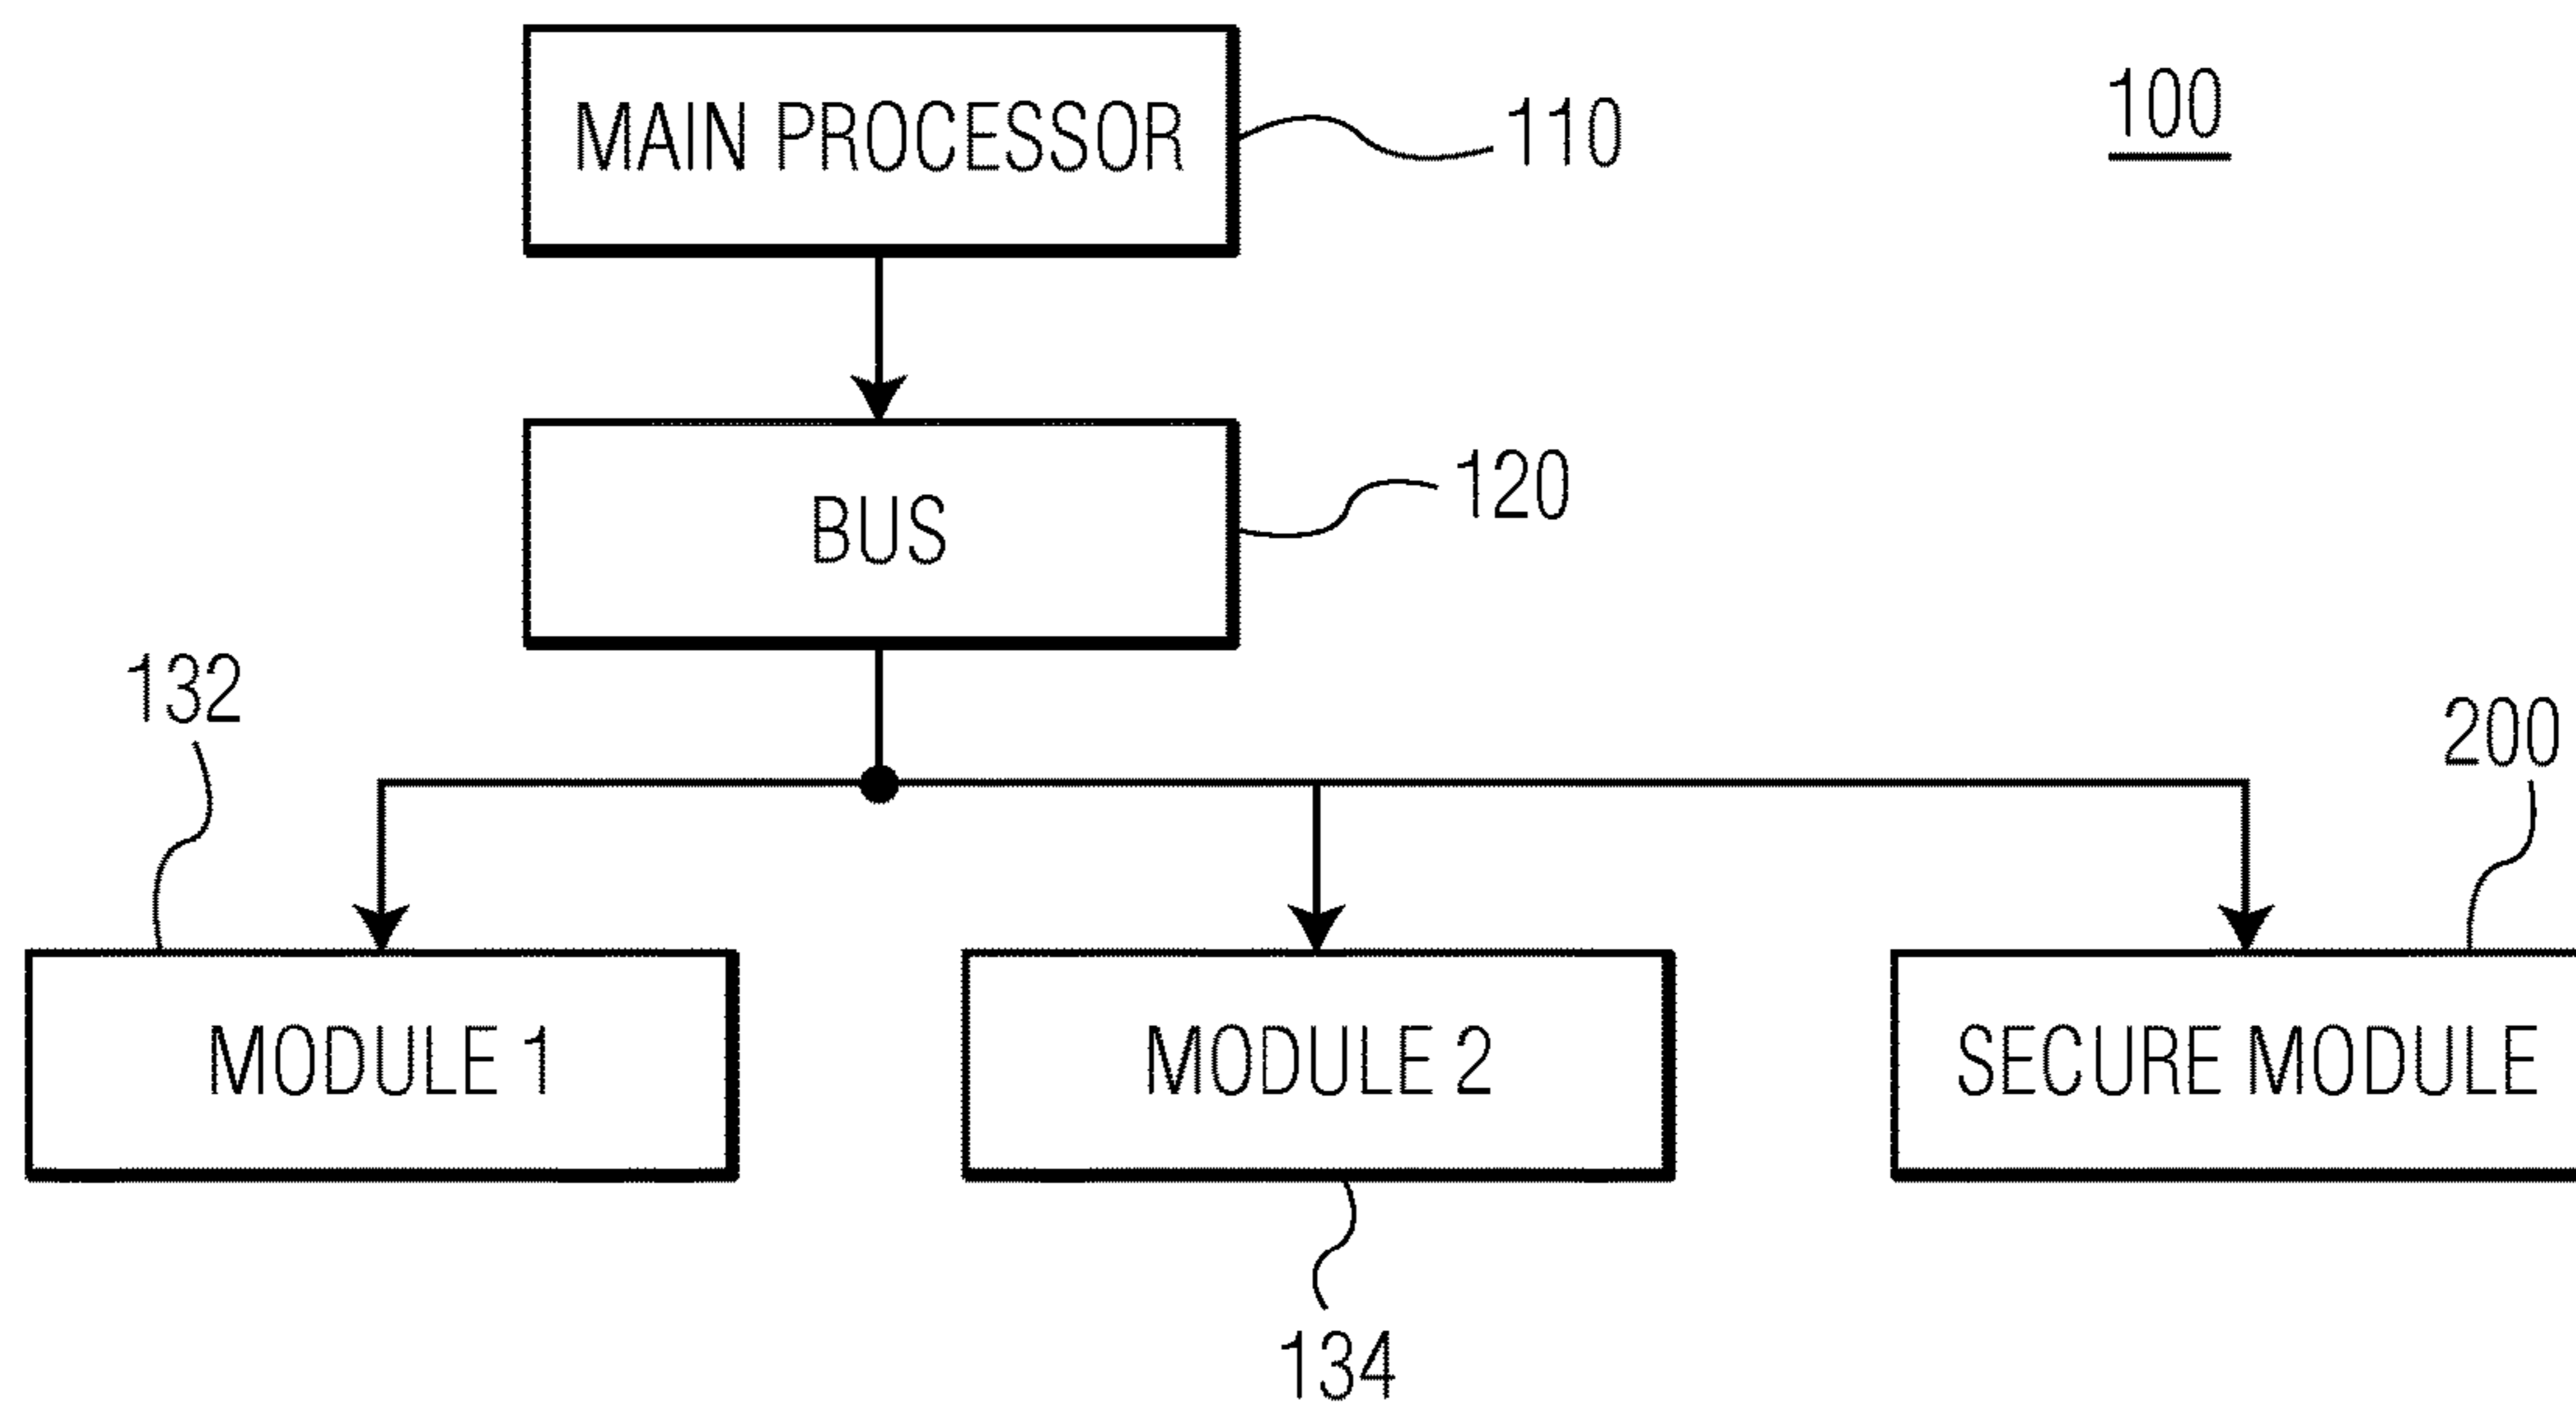 MAIN PROCESSOR
110
100
BUS
120
132
200
MODULE 1
MODULE 2
SECURE MODULE
134